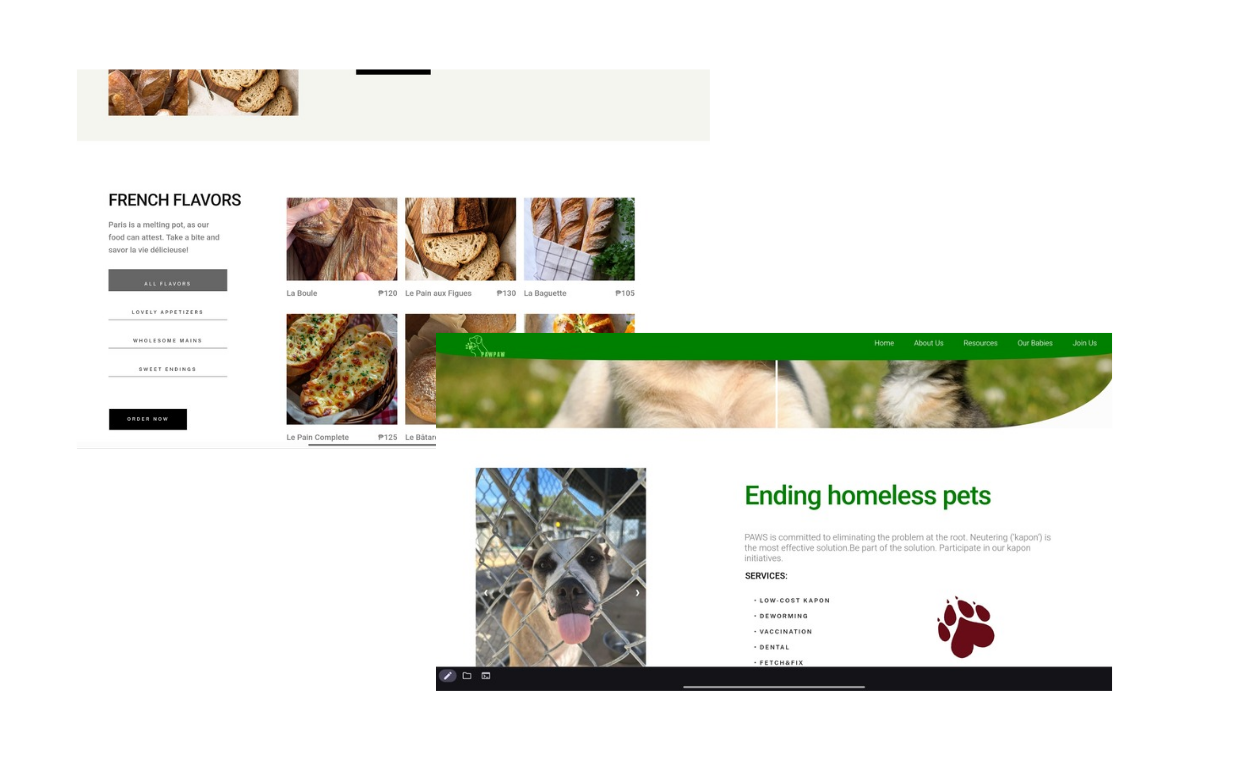 FRENCH FLAVORS
Paris is a melting pot, as our
food can attest. Take a bite and
savor la vie délicieuse!
ALL FLAVORS
LOVELY APPETIZERS
WHOLESOME MAINS
SWEET ENDINGS
ORDER NOW
La Boule ₱120
Le Pain aux Figues ₱130
La Baguette ₱105
Le Pain Complete ₱125
Le Bâtar
PAWPAW
Home About Us Resources Our Babies Join Us
Ending homeless pets
PAWS is committed to eliminating the problem at the root. Neutering ('kapon') is
the most effective solution.Be part of the solution. Participate in our kapon
initiatives.
SERVICES:
• LOW-COST KAPON
• DEWORMING
• VACCINATION
• DENTAL
• FETCH&FIX